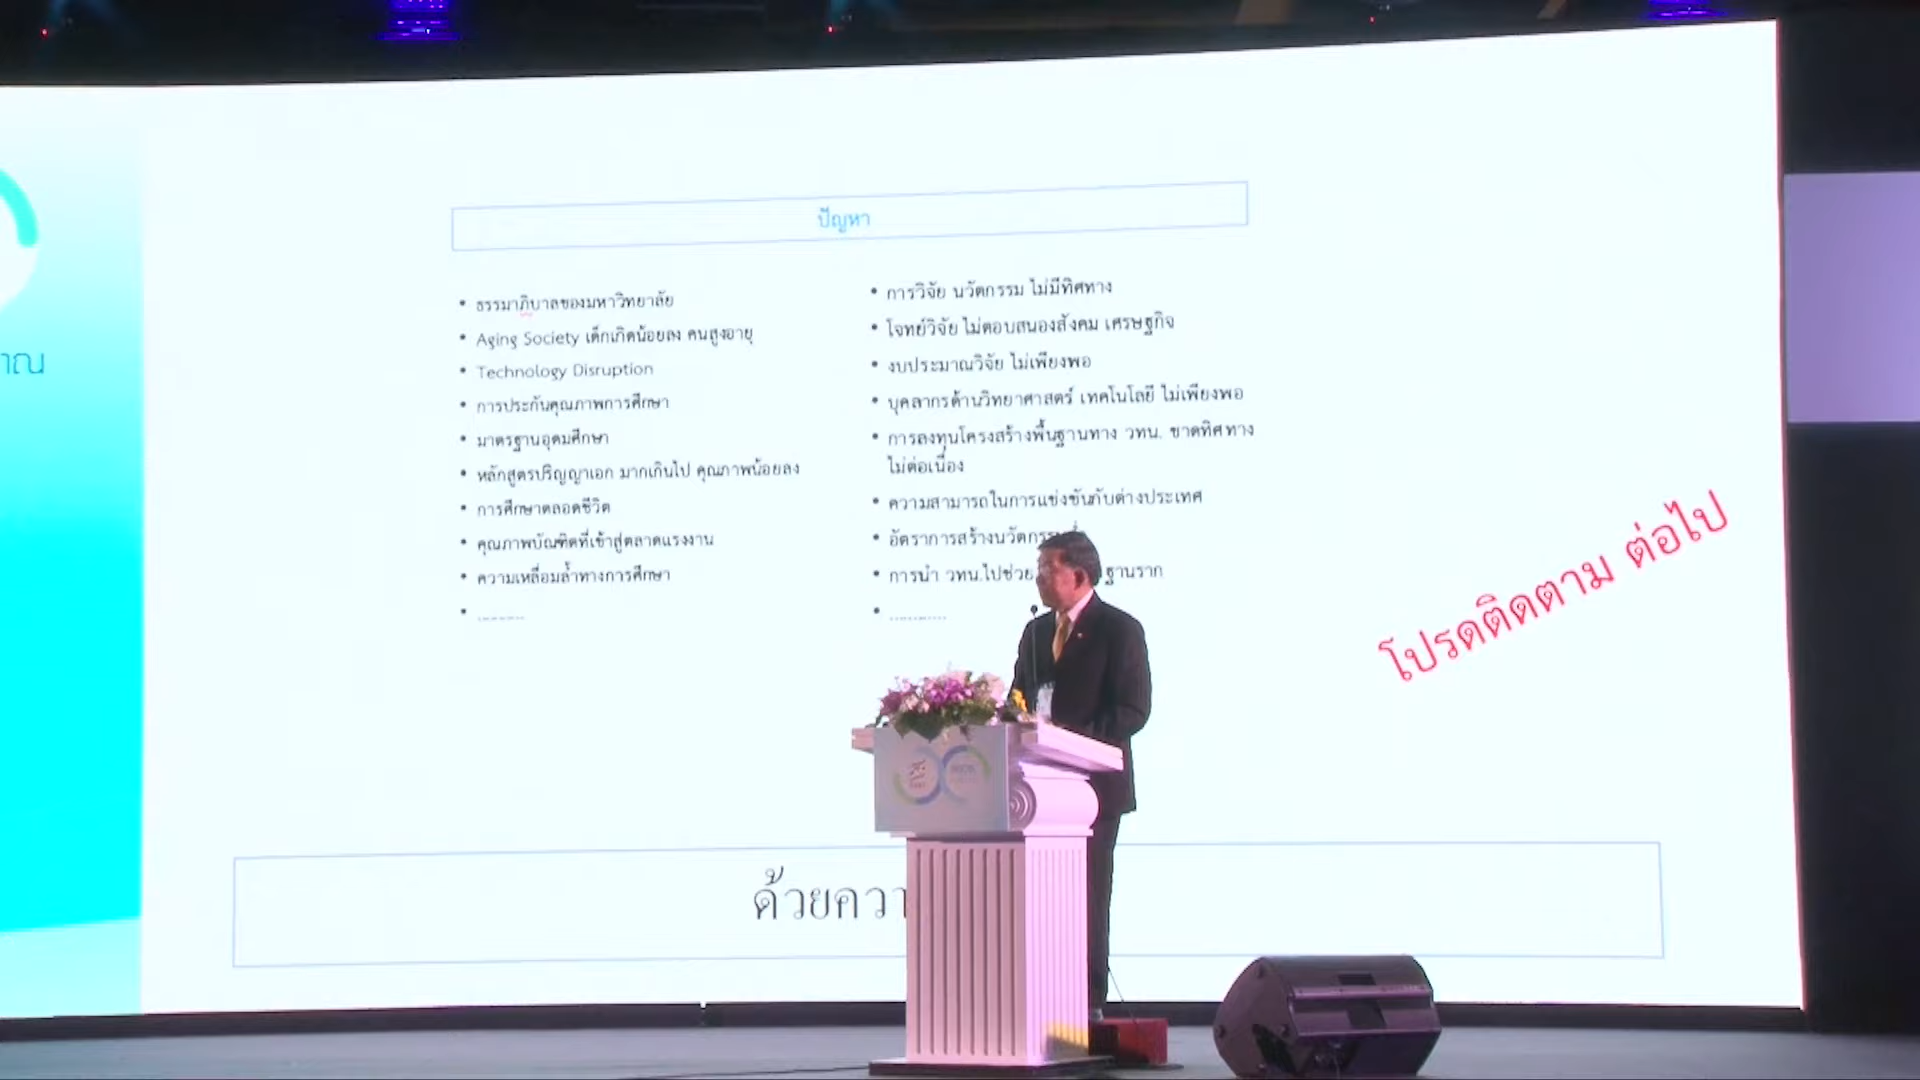 ปัญหา
• ธรรมาภิบาลของมหาวิทยาลัย
• Aging Society เด็กเกิดน้อยลง คนสูงอายุ
• Technology Disruption
• การประกันคุณภาพการศึกษา
• มาตรฐานอุดมศึกษา
• หลักสูตรปริญญาเอก มากเกินไป คุณภาพน้อยลง
• การศึกษาตลอดชีวิต
• คุณภาพบัณฑิตที่เข้าสู่ตลาดแรงงาน
• ความเหลื่อมล้ำทางการศึกษา
• ........
• การวิจัย นวัตกรรม ไม่มีทิศทาง
• โจทย์วิจัย ไม่ตอบสนองสังคม เศรษฐกิจ
• งบประมาณวิจัย ไม่เพียงพอ
• บุคลากรด้านวิทยาศาสตร์ เทคโนโลยี ไม่เพียงพอ
• การลงทุนโครงสร้างพื้นฐานทาง วทน. ขาดทิศทาง
ไม่ต่อเนื่อง
• ความสามารถในการแข่งขันกับต่างประเทศ
• อัตราการสร้าง
• การนำ วทน.ไปช่วย ฐานราก
• ..........
โปรดติดตาม ต่อไป
ด้วย